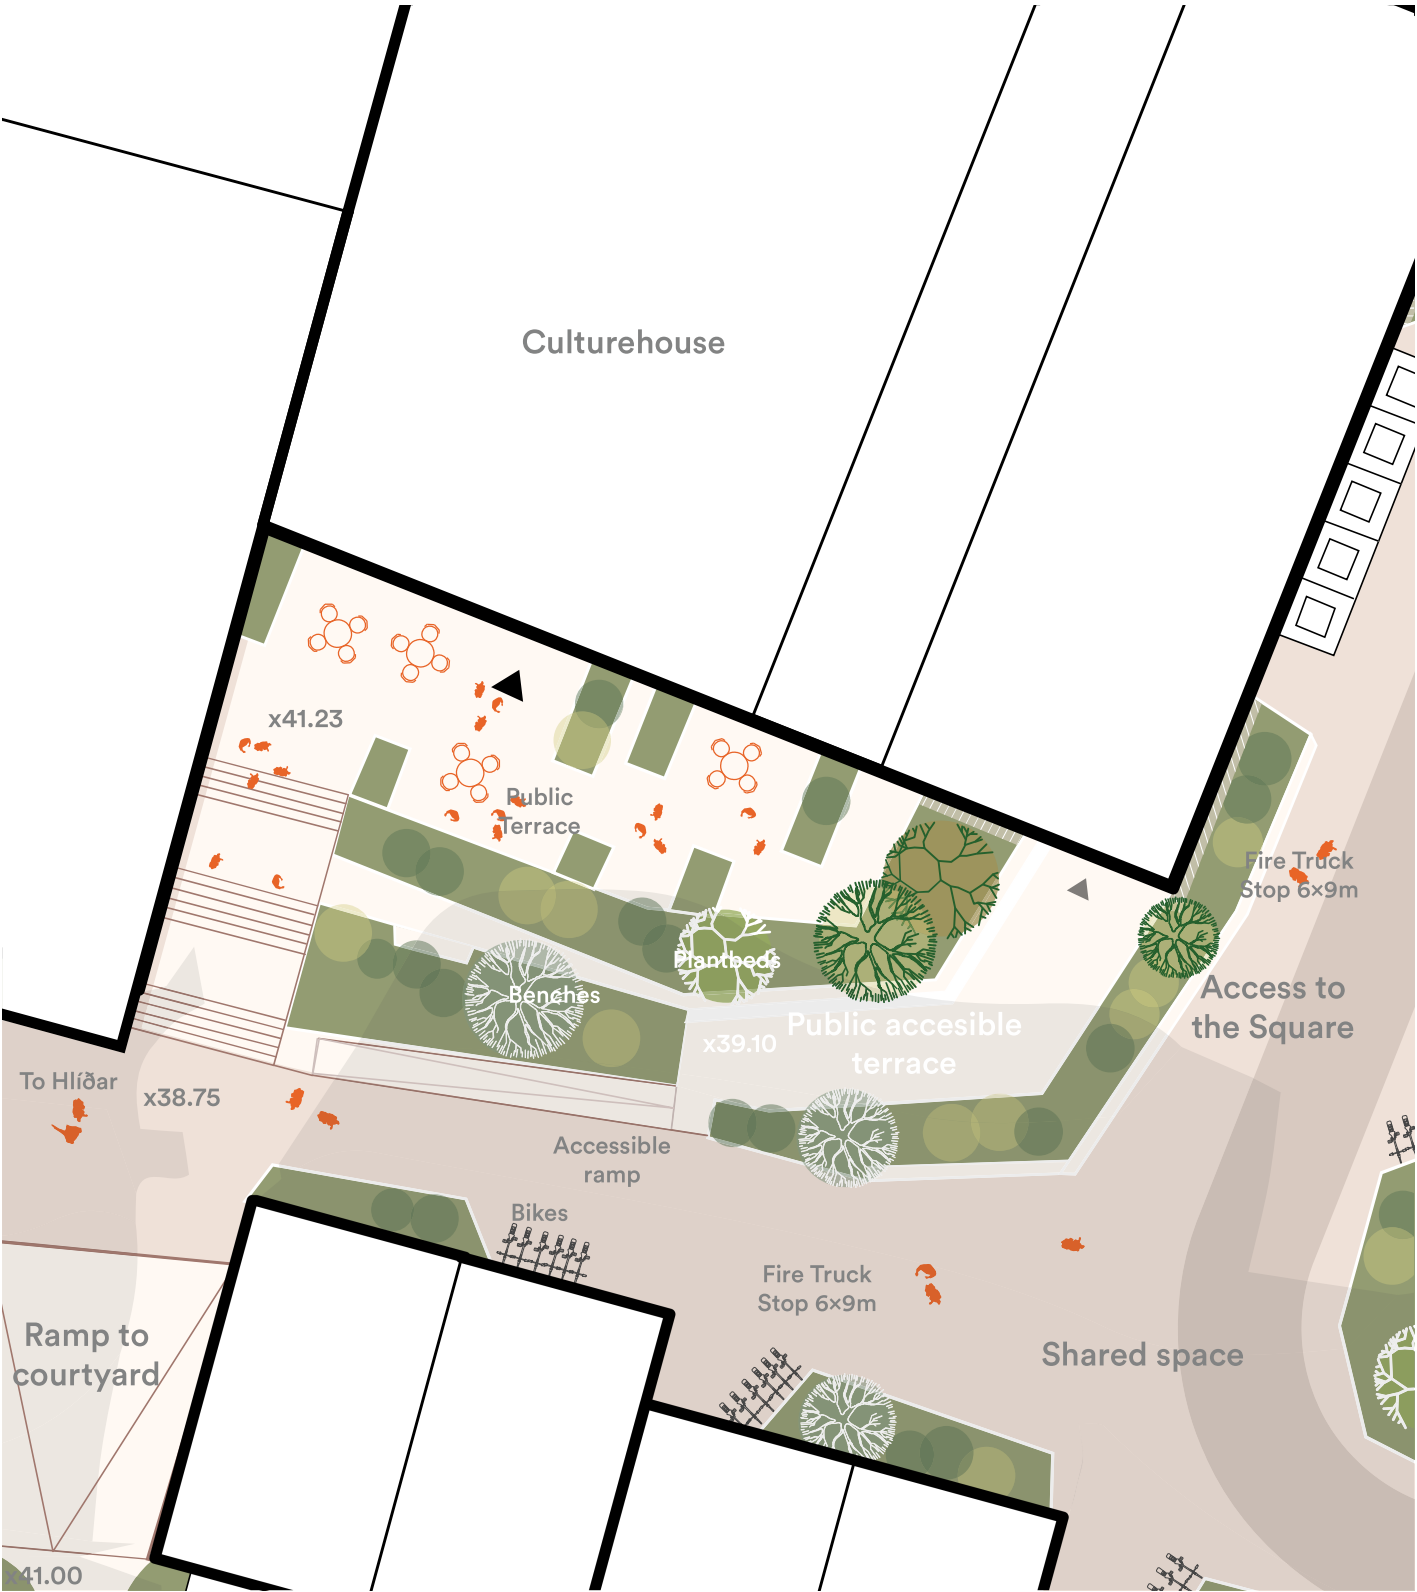 Culturehouse
x41.23
Public
Terrace
Fire Truck
Stop 6×9m
Plantbeds
Benches
Access to
the Square
Public accesible
terrace
x39.10
To Hlíðar
x38.75
Accessible
ramp
Bikes
Fire Truck
Stop 6×9m
Ramp to
courtyard
Shared space
x41.00